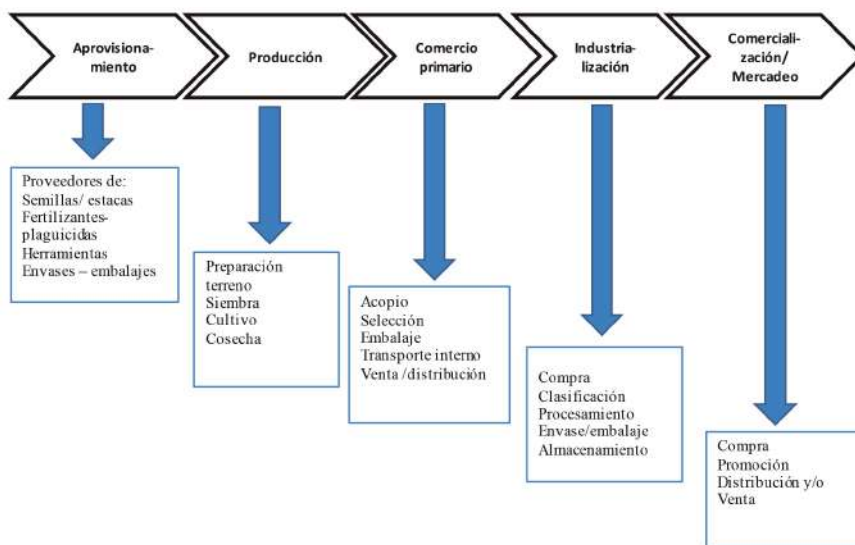 Aprovisiona-
miento
Producción
Comercio
primario
Industria-
lización
Comerciali-
zación/
Mercadeo
Proveedores de:
Semillas/ estacas
Fertilizantes-
plaguicidas
Herramientas
Envases – embalajes
Preparación
terreno
Siembra
Cultivo
Cosecha
Acopio
Selección
Embalaje
Transporte interno
Venta /distribución
Compra
Clasificación
Procesamiento
Envase/embalaje
Almacenamiento
Compra
Promoción
Distribución y/o
Venta